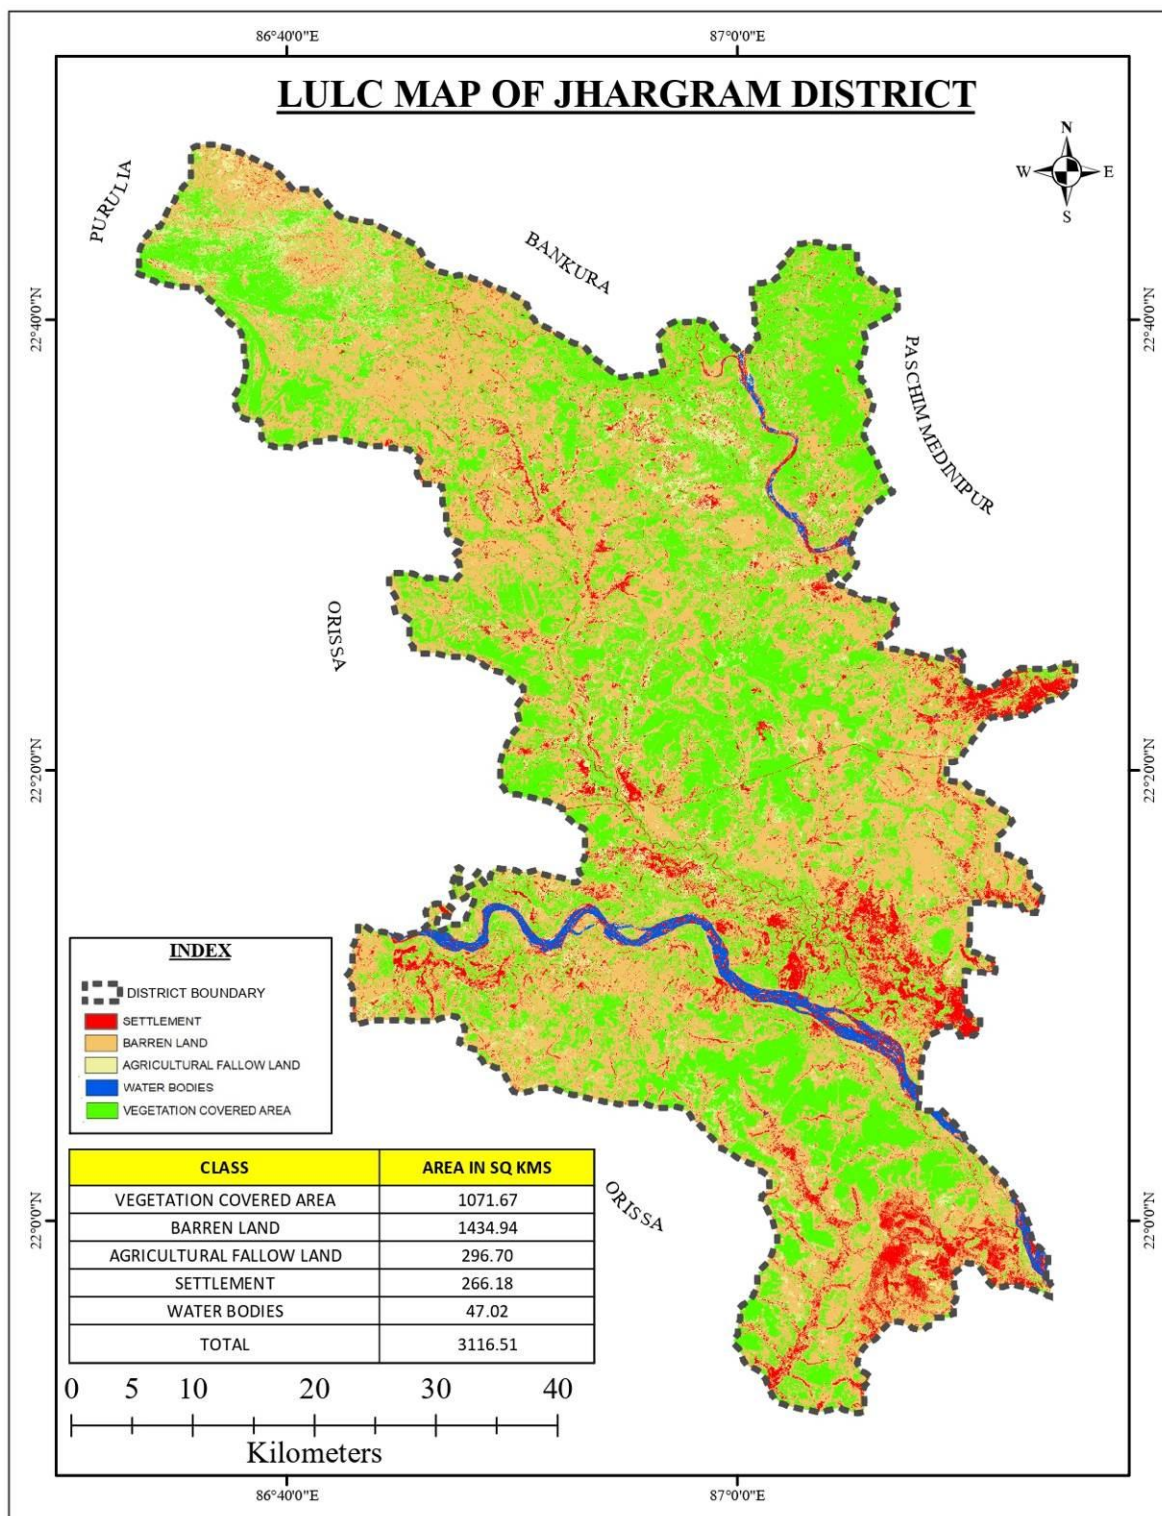 86°40'0"E 87°0'0"E
LULC MAP OF JHARGRAM DISTRICT
N
W E
S
PURULIA
BANKURA
PASCHIM MEDINIPUR
ORISSA
ORISSA
22°40'0"N 22°40'0"N
22°20'0"N 22°20'0"N
22°0'0"N 22°0'0"N
INDEX
DISTRICT BOUNDARY
SETTLEMENT
BARREN LAND
AGRICULTURAL FALLOW LAND
WATER BODIES
VEGETATION COVERED AREA
CLASS AREA IN SQ KMS
VEGETATION COVERED AREA 1071.67
BARREN LAND 1434.94
AGRICULTURAL FALLOW LAND 296.70
SETTLEMENT 266.18
WATER BODIES 47.02
TOTAL 3116.51
0 5 10 20 30 40
Kilometers
86°40'0"E 87°0'0"E